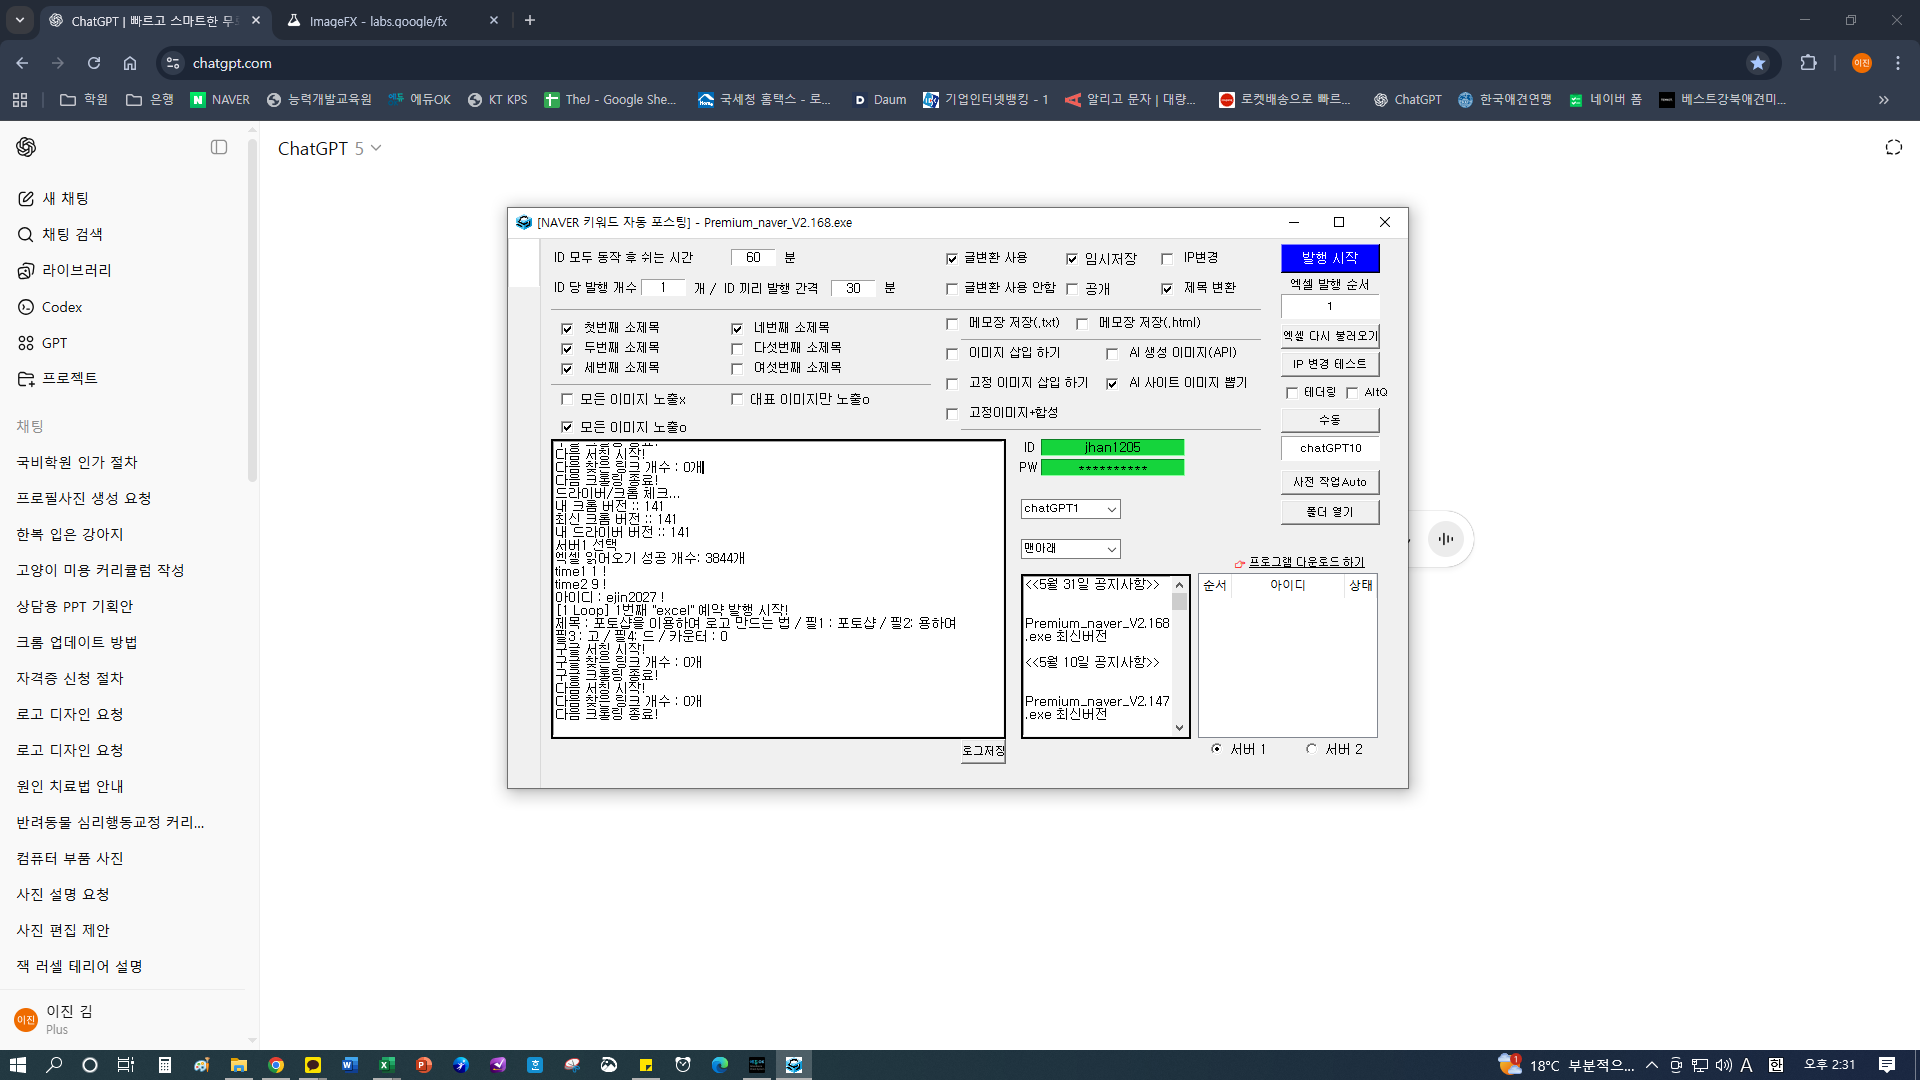 ChatGPT | 빠르고 스마트한 무
ImageFX - labs.google/fx
chatgpt.com
이진
학원
은행
NAVER
능력개발교육원
에듀OK
KT KPS
TheJ - Google She...
국세청 홈택스 - 로...
Daum
기업인터넷뱅킹 - 1
알리고 문자 | 대량...
로켓배송으로 빠르...
ChatGPT
한국애견연맹
네이버 폼
베스트강북애견미...
ChatGPT 5
새 채팅
채팅 검색
라이브러리
Codex
GPT
프로젝트
채팅
국비학원 인가 절차
프로필사진 생성 요청
한복 입은 강아지
고양이 미용 커리큘럼 작성
상담용 PPT 기획안
크롬 업데이트 방법
자격증 신청 절차
로고 디자인 요청
로고 디자인 요청
원인 치료법 안내
반려동물 심리행동교정 커리...
컴퓨터 부품 사진
사진 설명 요청
사진 편집 제안
잭 러셀 테리어 설명
이진
이진 김
Plus
[NAVER 키워드 자동 포스팅] - Premium_naver_V2.168.exe
ID 모두 동작 후 쉬는 시간 60 분
ID 당 발행 개수 1 개 / ID 끼리 발행 간격 30 분
글변환 사용
임시저장
IP변경
글변환 사용 안함
공개
제목 변환
첫번째 소제목
네번째 소제목
두번째 소제목
다섯번째 소제목
세번째 소제목
여섯번째 소제목
모든 이미지 노출x
대표 이미지만 노출o
모든 이미지 노출o
메모장 저장(.txt)
메모장 저장(.html)
이미지 삽입 하기
AI 생성 이미지(API)
고정 이미지 삽입 하기
AI 사이트 이미지 뽑기
고정이미지+합성
발행 시작
엑셀 발행 순서
1
엑셀 다시 불러오기
IP 변경 테스트
테더링
AltQ
수동
chatGPT10
사전 작업Auto
폴더 열기
다음 서칭 시작!
다음 찾은 링크 개수 : 0개
다음 크롤링 종료!
드라이버/크롬 체크...
내 크롬 버전 :: 141
최신 크롬 버전 :: 141
내 드라이버 버전 :: 141
서버1 선택
엑셀 읽어오기 성공 개수: 3844개
time1 1 !
time2 9 !
아이디 : ejin2027 !
[1 Loop] 1번째 "excel" 예약 발행 시작!
제목 : 포토샵을 이용하여 로고 만드는 법 / 필1 : 포토샵 / 필2: 용하여
필3 : 고 / 필4: 드 / 카운터 : 0
구글 서칭 시작!
구글 찾은 링크 개수 : 0개
구글 크롤링 종료!
다음 서칭 시작!
다음 찾은 링크 개수 : 0개
다음 크롤링 종료!
로그저장
ID jhan1205
PW **********
chatGPT1
맨아래
<<5월 31일 공지사항>>
Premium_naver_V2.168
.exe 최신버전
<<5월 10일 공지사항>>
Premium_naver_V2.147
.exe 최신버전
프로그램 다운로드 하기
순서 아이디 상태
서버 1
서버 2
18°C 부분적으...
A
한
오후 2:31